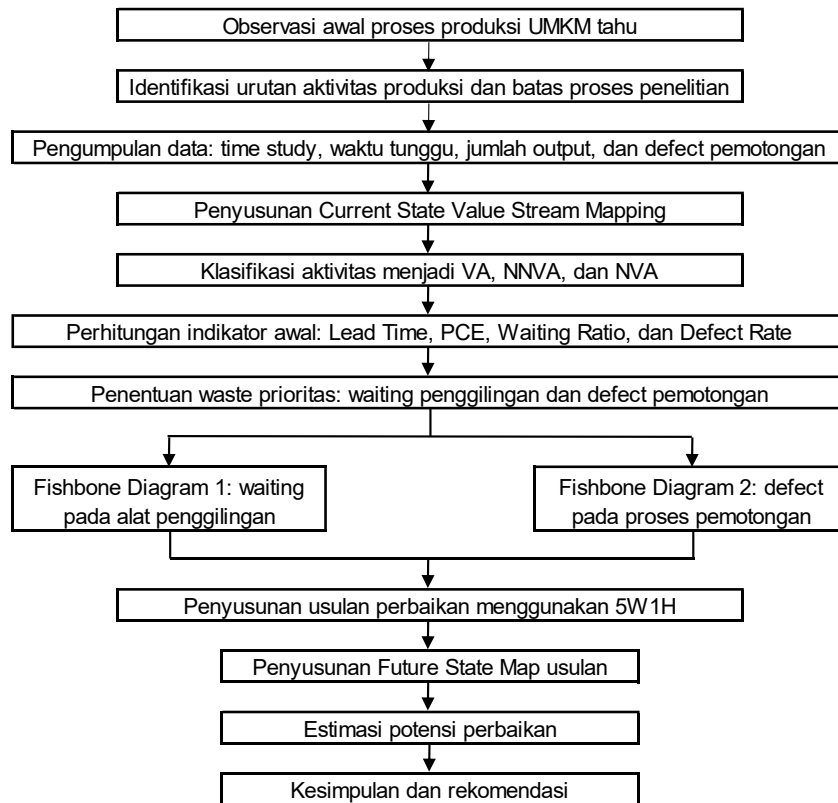 Observasi awal proses produksi UMKM tahu
Identifikasi urutan aktivitas produksi dan batas proses penelitian
Pengumpulan data: time study, waktu tunggu, jumlah output, dan defect pemotongan
Penyusunan Current State Value Stream Mapping
Klasifikasi aktivitas menjadi VA, NNVA, dan NVA
Perhitungan indikator awal: Lead Time, PCE, Waiting Ratio, dan Defect Rate
Penentuan waste prioritas: waiting penggilingan dan defect pemotongan
Fishbone Diagram 1: waiting
pada alat penggilingan
Fishbone Diagram 2: defect
pada proses pemotongan
Penyusunan usulan perbaikan menggunakan 5W1H
Penyusunan Future State Map usulan
Estimasi potensi perbaikan
Kesimpulan dan rekomendasi